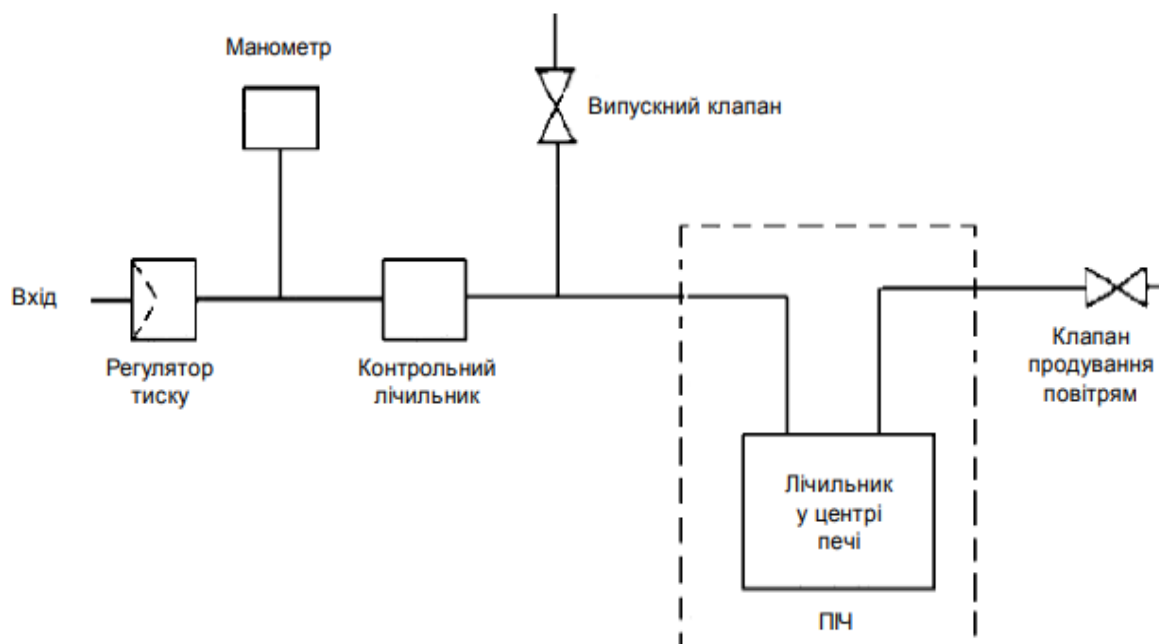 Манометр
Випускний клапан
Вхід
Регулятор
тиску
Контрольний
лічильник
Клапан
продування
повітрям
Лічильник
у центрі
печі
ПІЧ